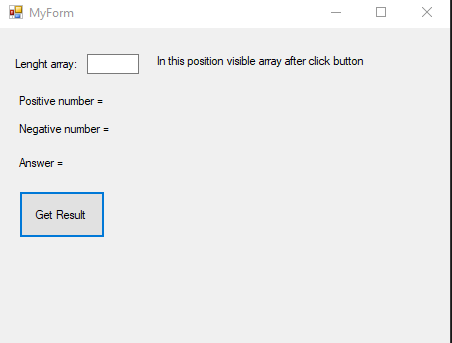 MyForm
Lenght array:
In this position visible array after click button
Positive number =
Negative number =
Answer =
Get Result